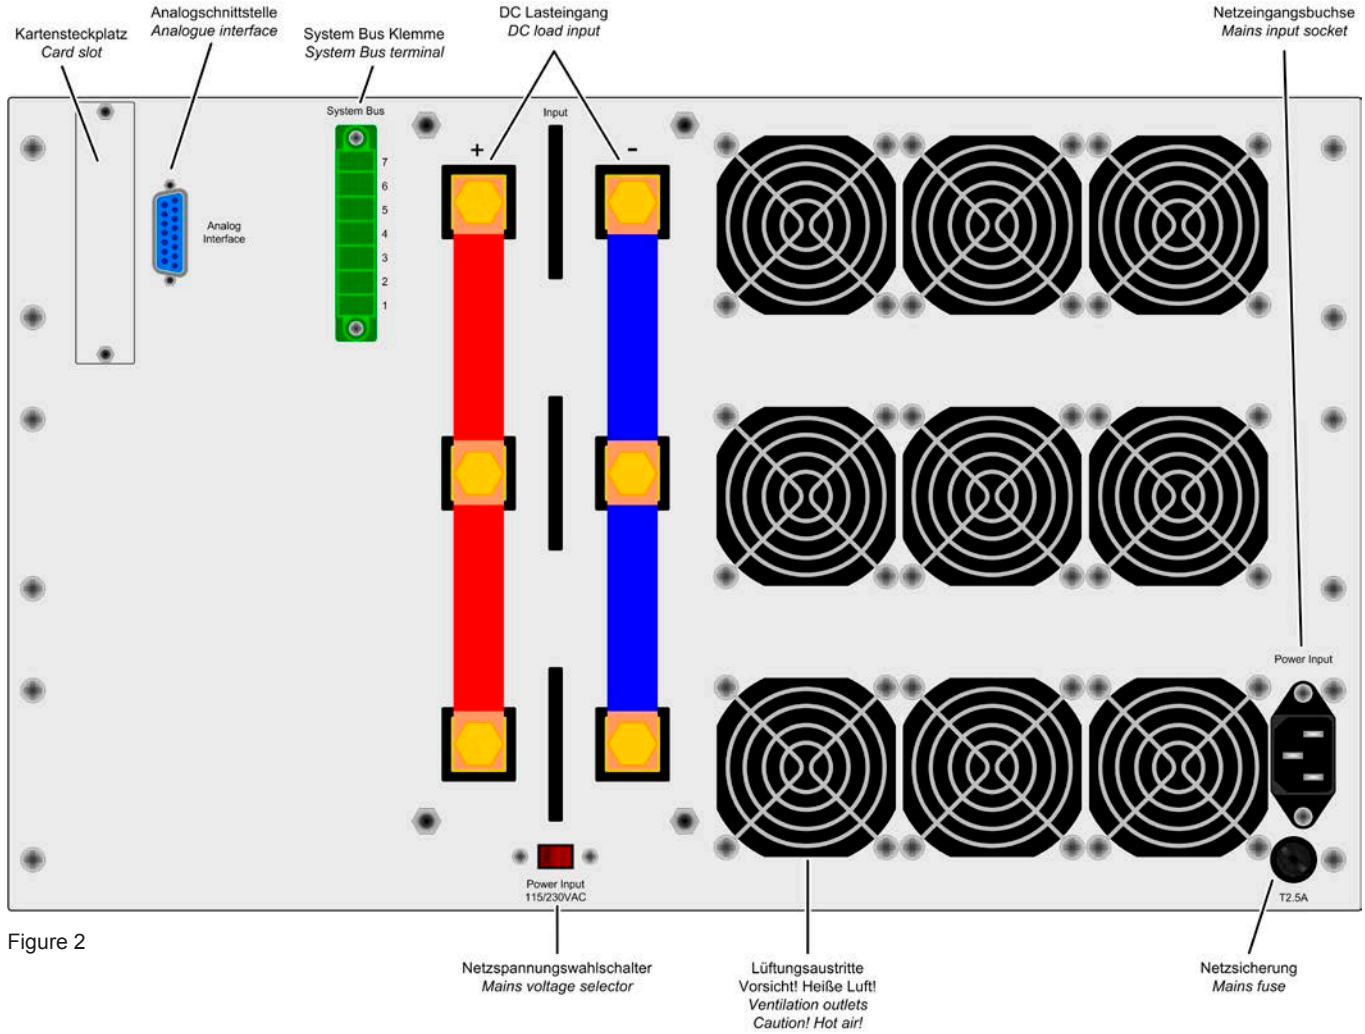 Kartensteckplatz
Card slot
Analogschnittstelle
Analogue interface
System Bus Klemme
System Bus terminal
DC Lasteingang
DC load input
Netzeingangsbuchse
Mains input socket
System Bus
7
6
5
4
3
2
1
Analog
Interface
Input
+
-
Power Input
Power Input
115/230VAC
T2.5A
Figure 2
Netzspannungswahlschalter
Mains voltage selector
Lüftungsaustritte
Vorsicht! Heiße Luft!
Ventilation outlets
Caution! Hot air!
Netzsicherung
Mains fuse